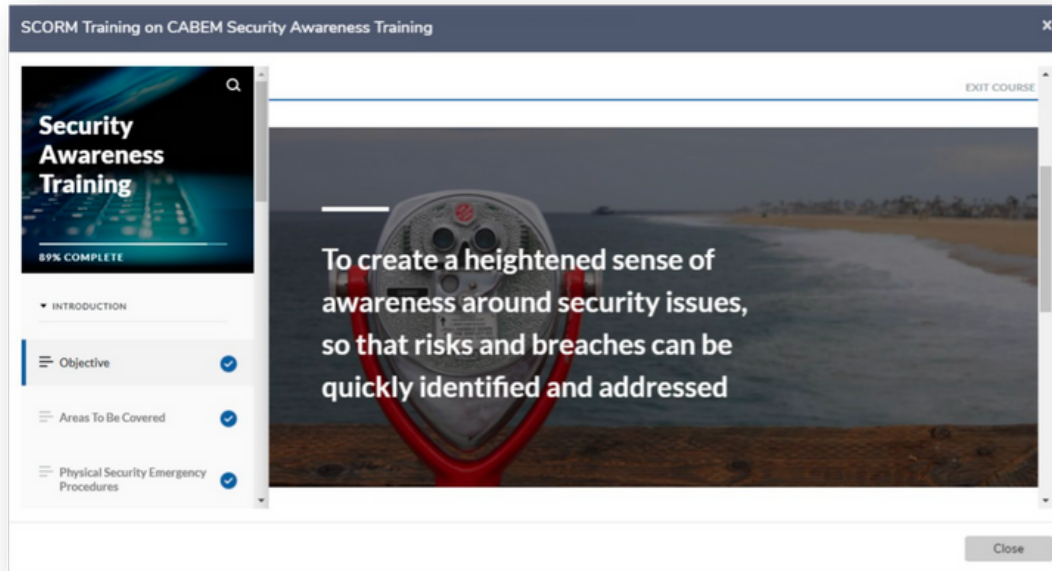 SCORM Training on CABEM Security Awareness Training
x
Security
Awareness
Training
89% COMPLETE
INTRODUCTION
Objective
Areas To Be Covered
Physical Security Emergency
Procedures
EXIT COURSE
To create a heightened sense of
awareness around security issues,
so that risks and breaches can be
quickly identified and addressed
Close